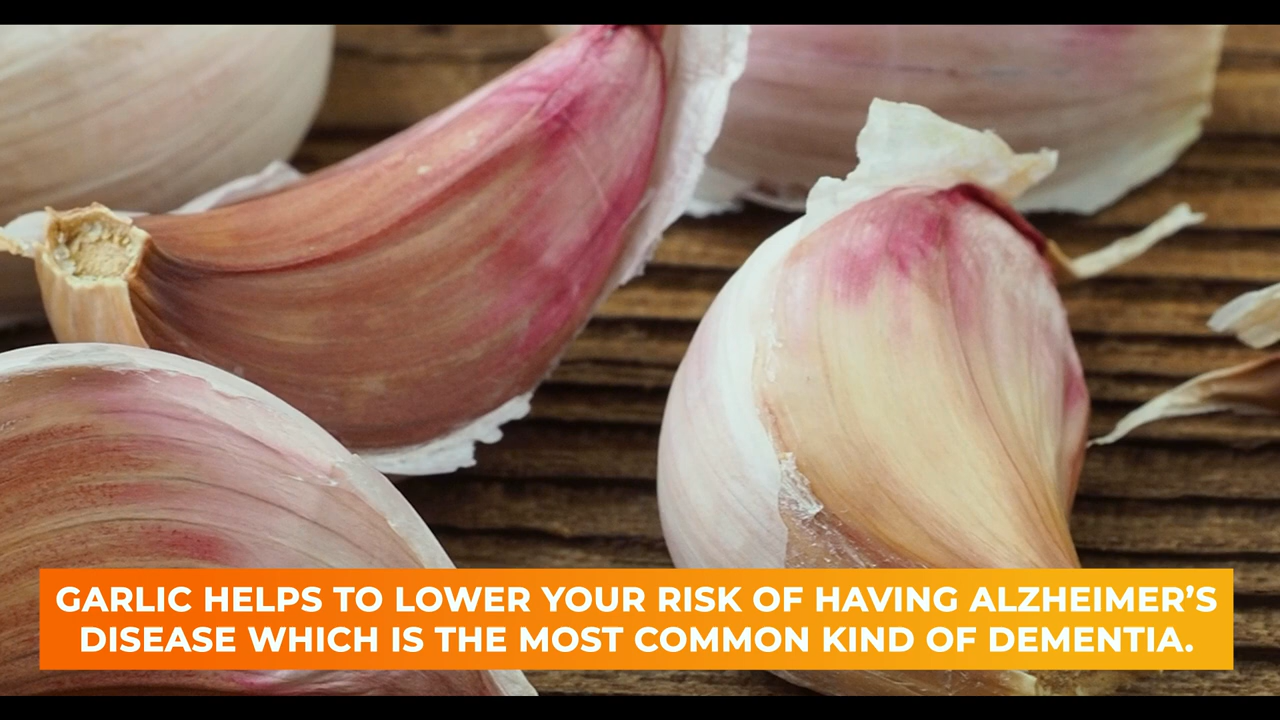 GARLIC HELPS TO LOWER YOUR RISK OF HAVING ALZHEIMER’S
DISEASE WHICH IS THE MOST COMMON KIND OF DEMENTIA.